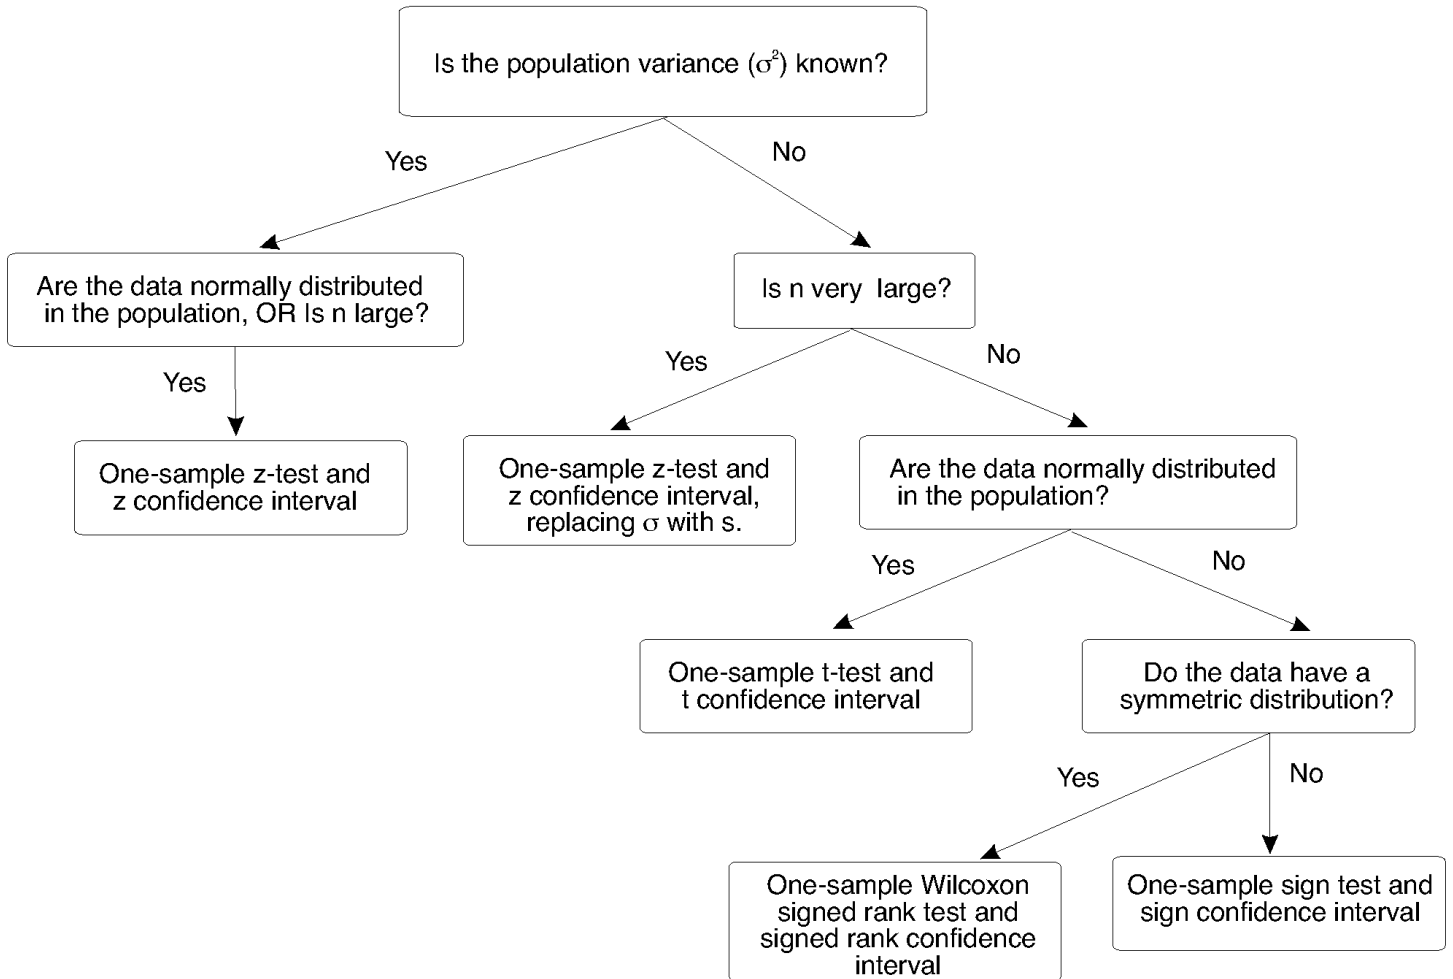 Is the population variance (σ²) known?
Yes
No
Are the data normally distributed
in the population, OR Is n large?
Is n very large?
Yes
Yes
No
One-sample z-test and
z confidence interval
One-sample z-test and
z confidence interval,
replacing σ with s.
Are the data normally distributed
in the population?
Yes
No
One-sample t-test and
t confidence interval
Do the data have a
symmetric distribution?
Yes
No
One-sample Wilcoxon
signed rank test and
signed rank confidence
interval
One-sample sign test and
sign confidence interval